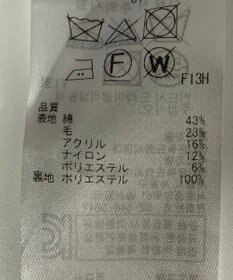 F W
F13H
品質
表地 綿 43%
毛 23%
アクリル 16%
ナイロン 12%
ポリエステル 6%
裏地 ポリエステル 100%